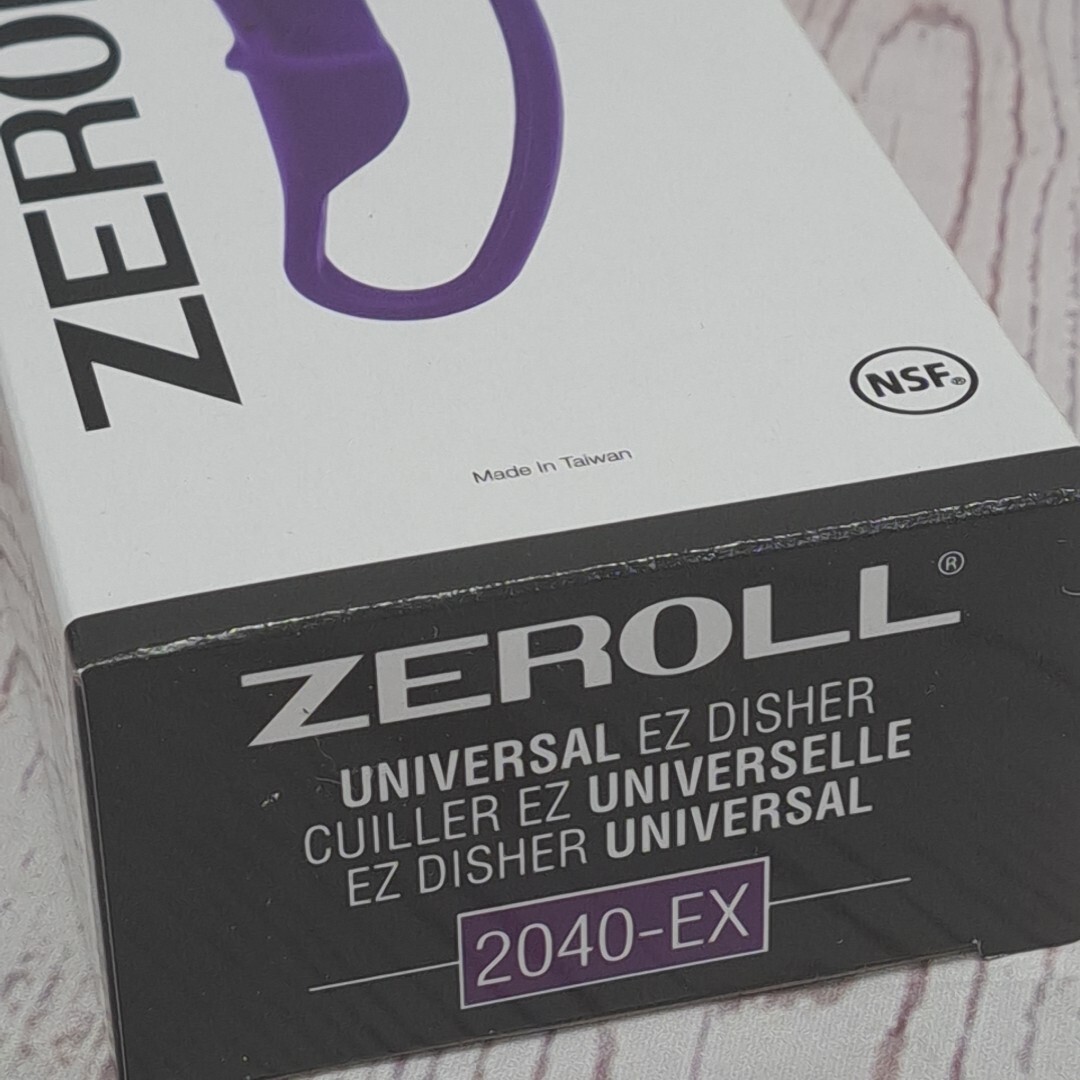 ZEROL
NSF®
Made In Taiwan
ZEROLL®
UNIVERSAL EZ DISHER
CUILLER EZ UNIVERSELLE
EZ DISHER UNIVERSAL
2040-EX